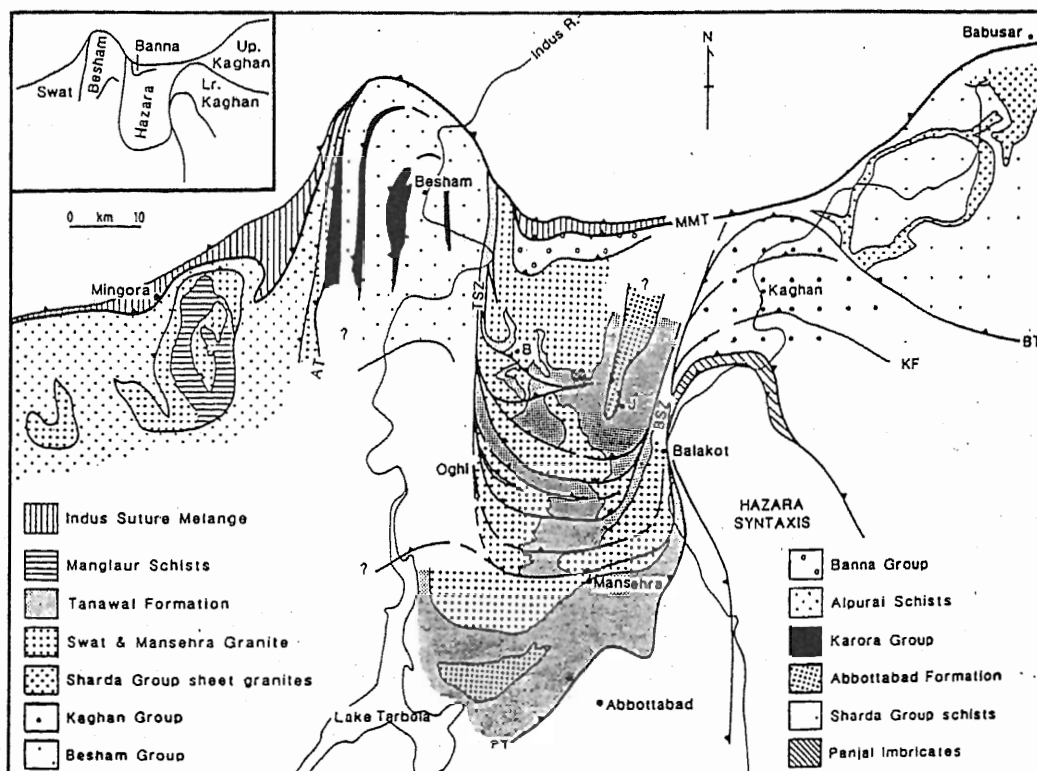 Banna
Up.
Kaghan
Besham
Swat
Hazara
Lr.
Kaghan
0 km 10
Indus R.
N
Babusar
Besham
MMT
Mingora
Kaghan
TSZ
?
?
AT
B
BT
KF
J
BSZ
Oghi
Balakot
HAZARA
SYNTAXIS
?
Mansehra
Lake Tarbela
Abbottabad
PT
Indus Suture Melange
Manglaur Schists
Tanawal Formation
Swat & Mansehra Granite
Sharda Group sheet granites
Kaghan Group
Besham Group
Banna Group
Alpurai Schists
Karora Group
Abbottabad Formation
Sharda Group schists
Panjal Imbricates